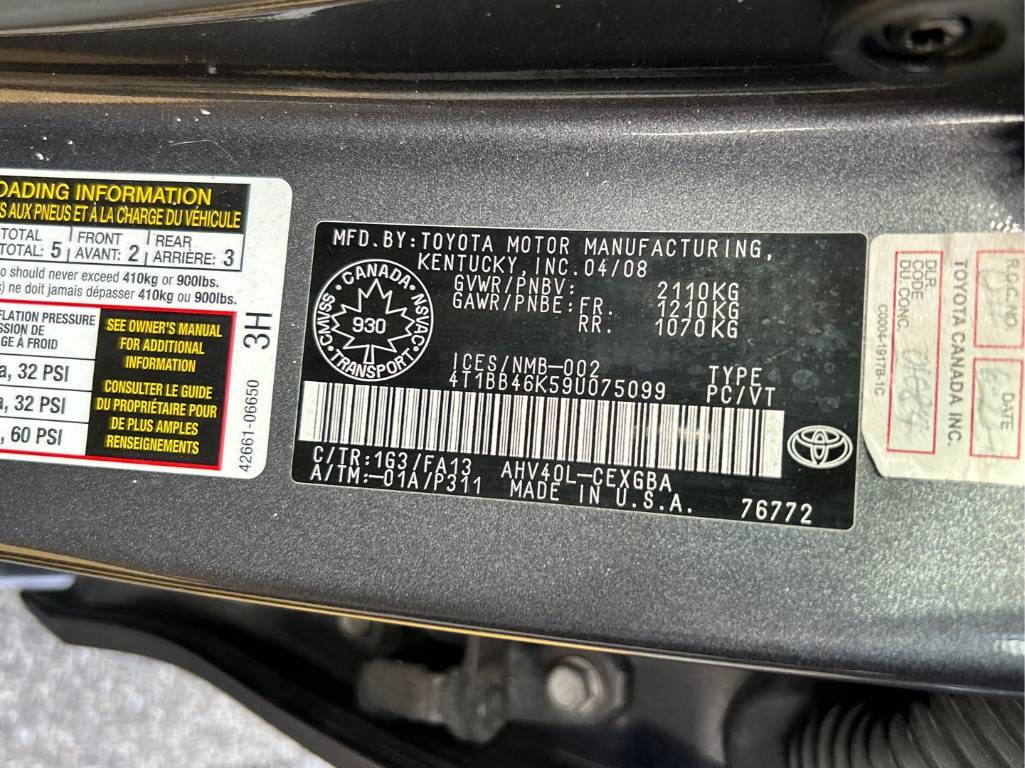 OADING INFORMATION
S AUX PNEUS ET À LA CHARGE DU VÉHICULE
TOTAL FRONT REAR
TOTAL: 5 AVANT: 2 ARRIÈRE: 3
o should never exceed 410kg or 900lbs.
) ne doit jamais dépasser 410kg ou 900lbs.
FLATION PRESSURE
SSION DE
GE À FROID
a, 32 PSI
a, 32 PSI
, 60 PSI
SEE OWNER'S MANUAL
FOR ADDITIONAL
INFORMATION
CONSULTER LE GUIDE
DU PROPRIÉTAIRE POUR
DE PLUS AMPLES
RENSEIGNEMENTS
3H
42661-06650
MFD.BY:TOYOTA MOTOR MANUFACTURING,
KENTUCKY,INC.04/08
GVWR/PNBV: 2110KG
GAWR/PNBE:FR. 1210KG
RR. 1070KG
CANADA
CMVSS NSVAC
930
TRANSPORT
ICES/NMB-002 TYPE
4T1BB46K59U075099 PC/VT
C/TR:163/FA13 AHV40L-CEXGBA
A/TM:-01A/P311 MADE IN U.S.A.
76772
R.O.C. NO
DATE
TOYOTA CANADA INC.
DLR. CODE
DU CONC.
C0004-1917B-1C